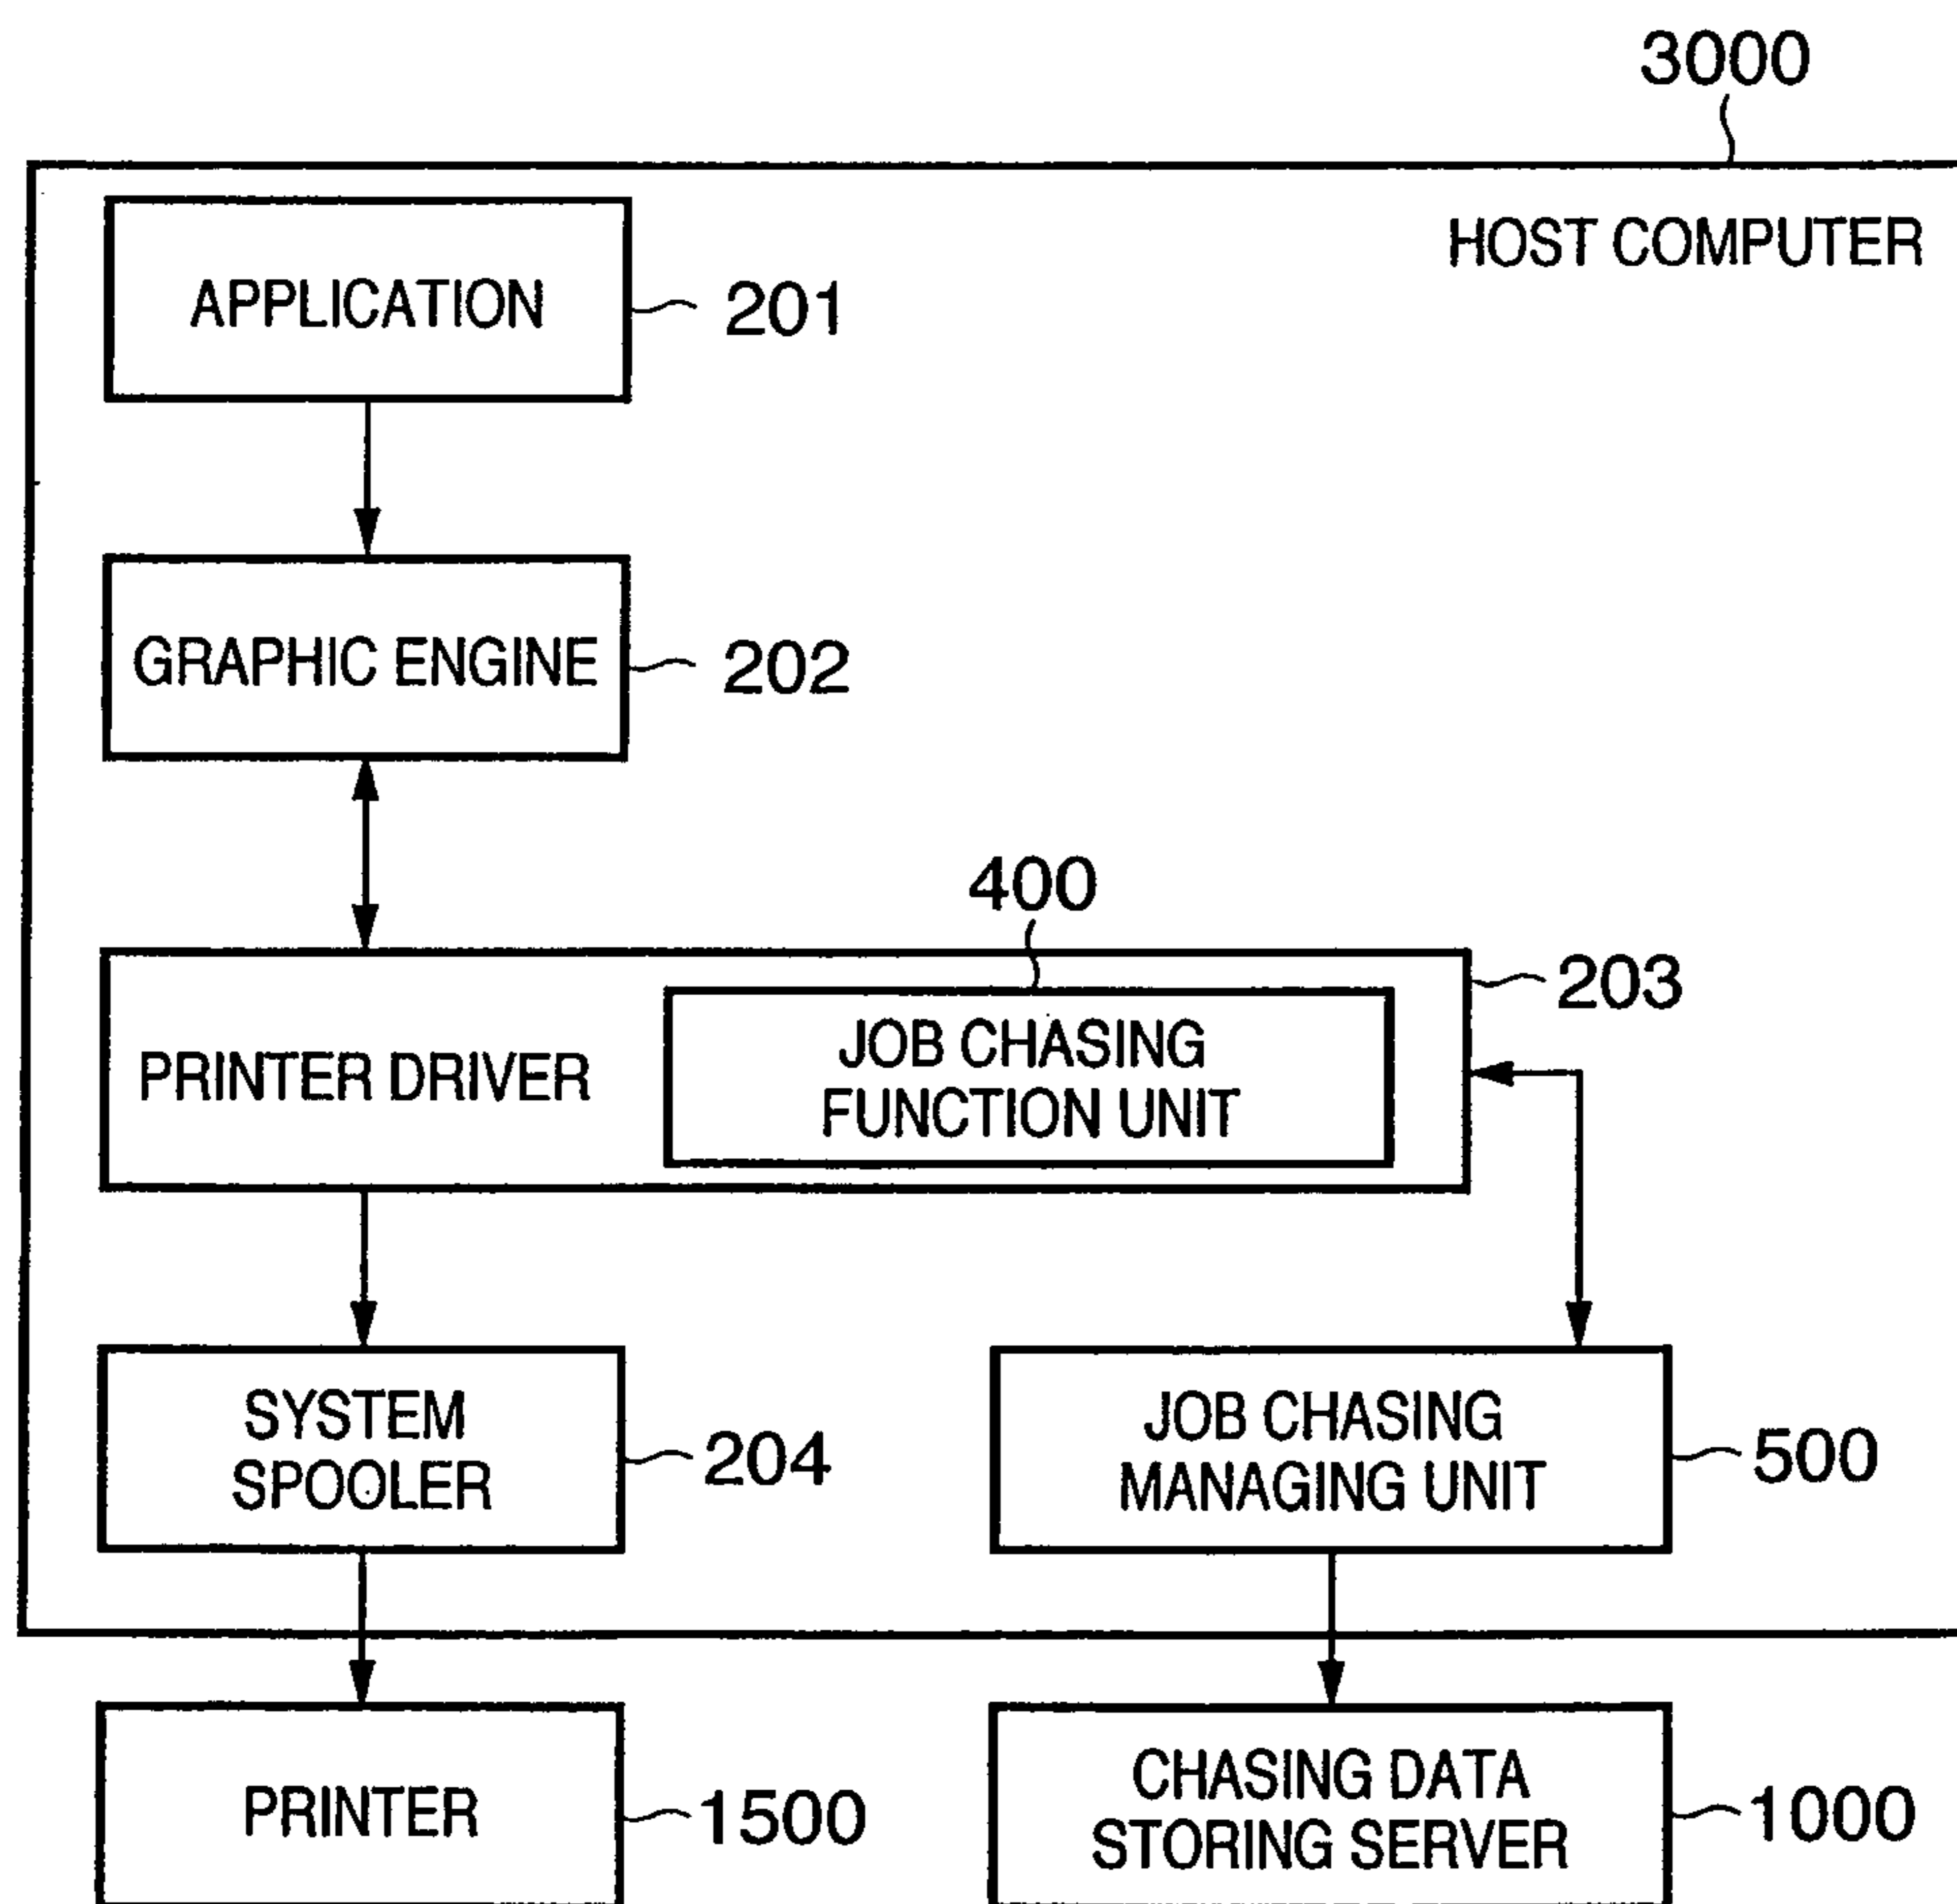 3000
HOST COMPUTER
APPLICATION
201
GRAPHIC ENGINE
202
400
203
PRINTER DRIVER
JOB CHASING
FUNCTION UNIT
SYSTEM
SPOOLER
204
JOB CHASING
MANAGING UNIT
500
PRINTER
1500
CHASING DATA
STORING SERVER
1000